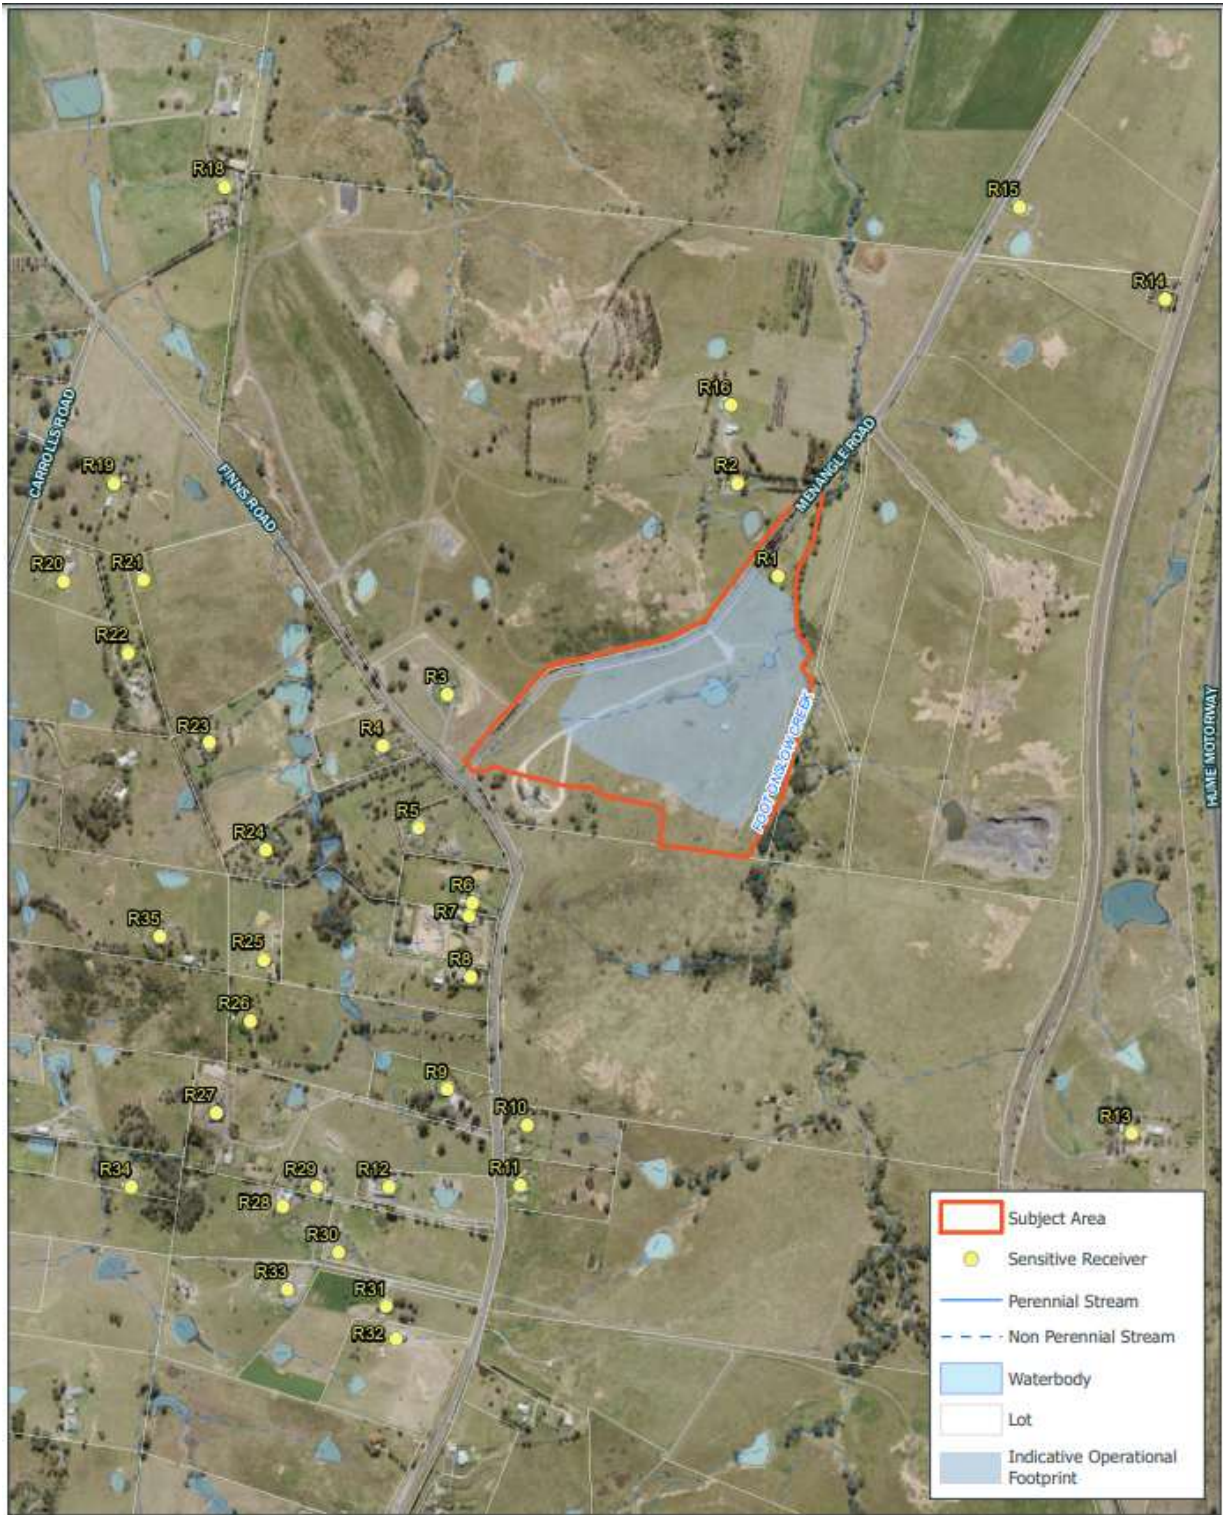 R18
R15
R14
R16
CARROLLS ROAD
MENANGLE ROAD
R19
FINNS ROAD
R2
R20
R21
R1
R22
R3
HUME MOTORWAY
R23
R4
FOOT ONSLOW CREEK
R5
R24
R6
R7
R35
R25
R8
R26
R9
R27
R10
R13
R34
R29
R12
R11
R28
R30
R33
R31
R32
Subject Area
Sensitive Receiver
Perennial Stream
Non Perennial Stream
Waterbody
Lot
Indicative Operational
Footprint